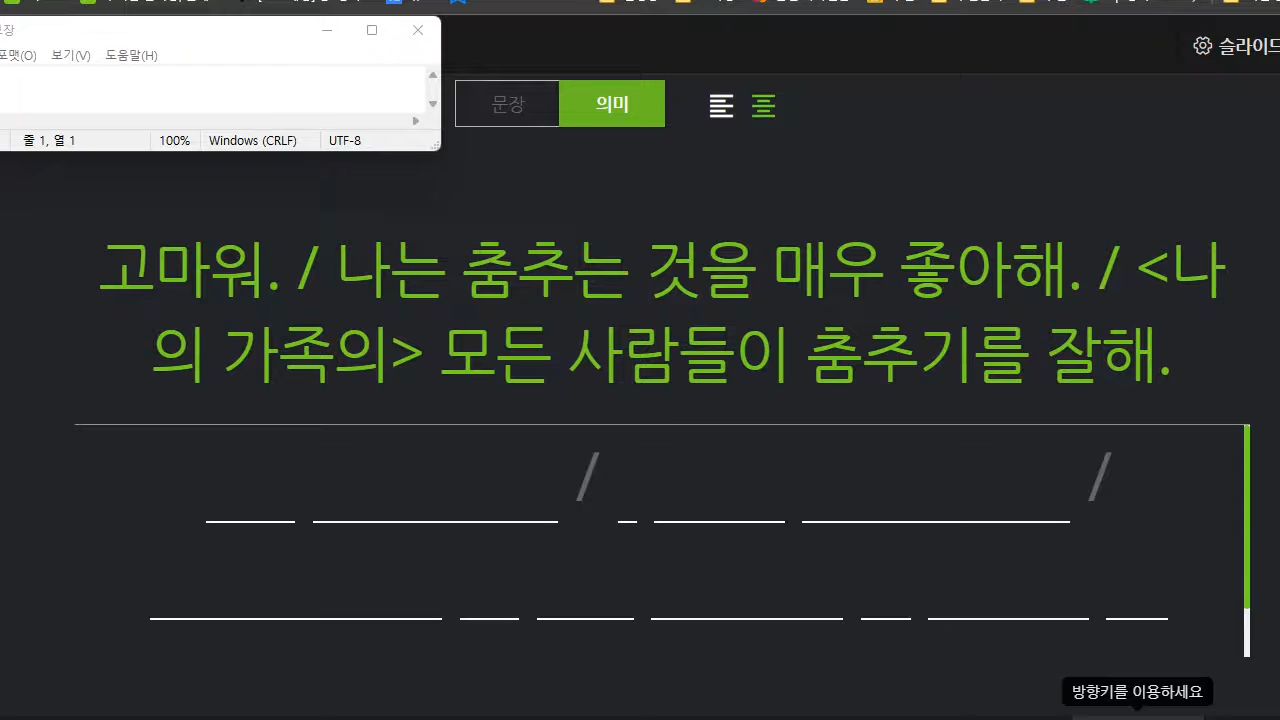 포맷(O) 보기(V) 도움말(H)
슬라이드
문장 의미
줄 1, 열 1 100% Windows (CRLF) UTF-8
고마워. / 나는 춤추는 것을 매우 좋아해. / <나
의 가족의> 모든 사람들이 춤추기를 잘해.
/ /
방향키를 이용하세요